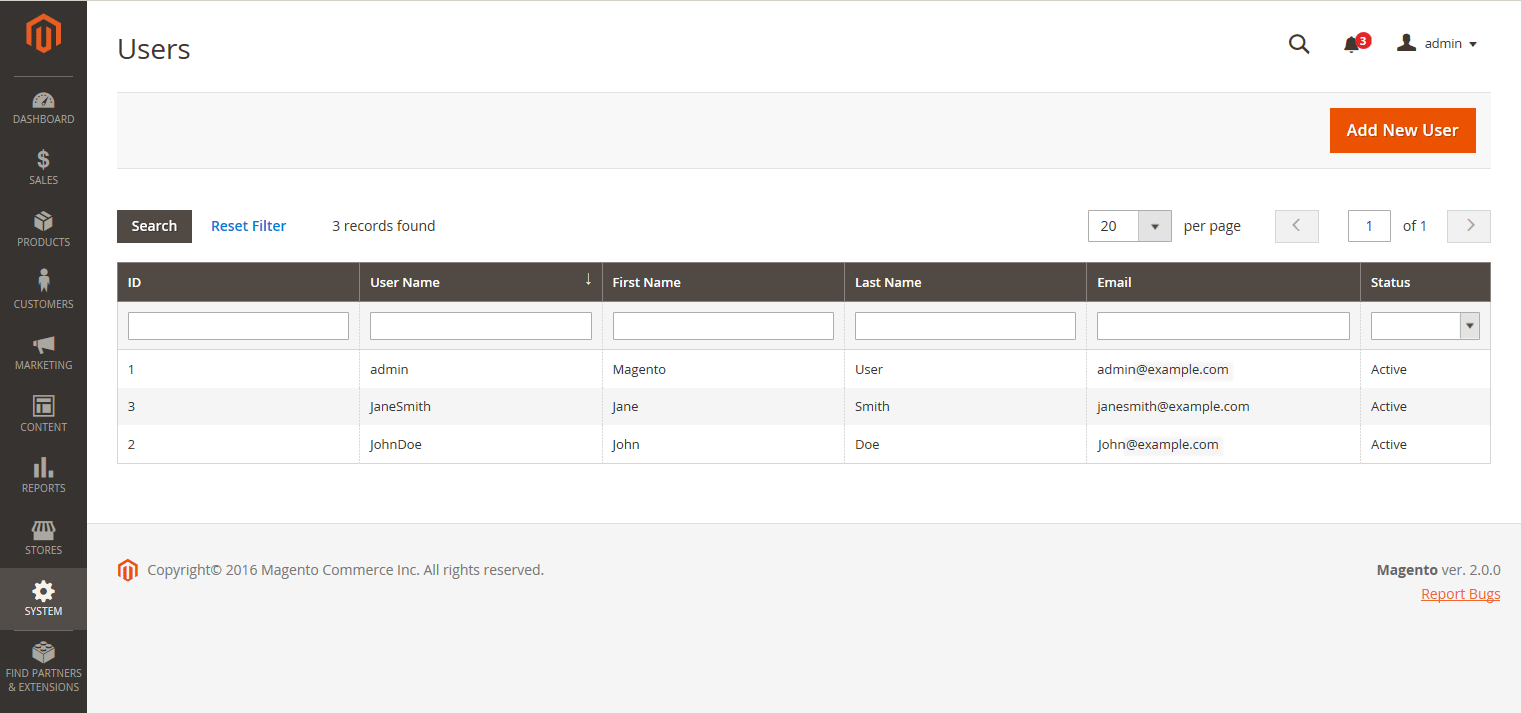 Users
3
admin
DASHBOARD
SALES
PRODUCTS
CUSTOMERS
MARKETING
CONTENT
REPORTS
STORES
SYSTEM
FIND PARTNERS
& EXTENSIONS
Add New User
Search Reset Filter 3 records found 20 per page 1 of 1
ID User Name ↓ First Name Last Name Email Status
1 admin Magento User admin@example.com Active
3 JaneSmith Jane Smith janesmith@example.com Active
2 JohnDoe John Doe John@example.com Active
Copyright© 2016 Magento Commerce Inc. All rights reserved. Magento ver. 2.0.0
Report Bugs